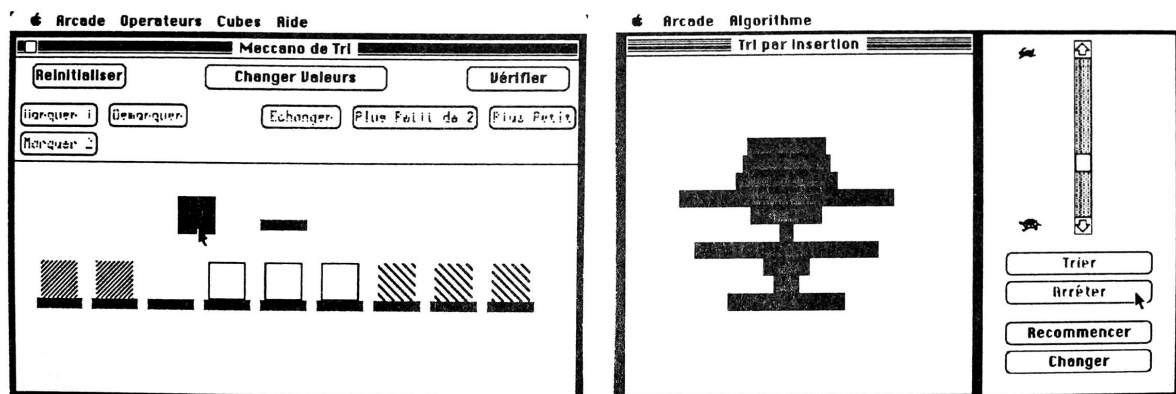 Arcade Operateurs Cubes Aide
Meccano de Tri
Reinitialiser Changer Valeurs Vérifier
Marquer 1 Demarquer Echanger Plus Petit de 2 Plus Petit
Marquer 2
Arcade Algorithme
Tri par Insertion
Trier
Arrêter
Recommencer
Changer